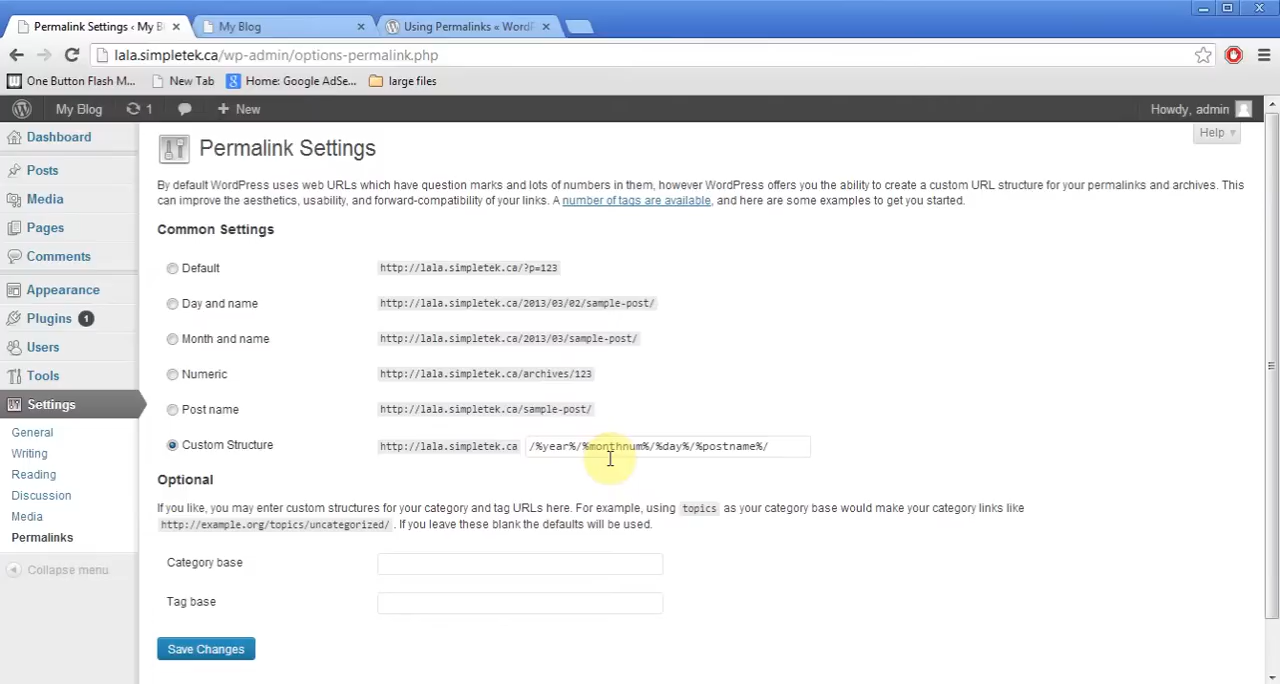 Permalink Settings ‹ My B
My Blog
Using Permalinks « WordP
lala.simpletek.ca/wp-admin/options-permalink.php
One Button Flash M...
New Tab
Home: Google AdSe...
large files
My Blog
1
New
Howdy, admin
Help
Dashboard
Posts
Media
Pages
Comments
Appearance
Plugins 1
Users
Tools
Settings
General
Writing
Reading
Discussion
Media
Permalinks
Collapse menu
Permalink Settings
By default WordPress uses web URLs which have question marks and lots of numbers in them, however WordPress offers you the ability to create a custom URL structure for your permalinks and archives. This
can improve the aesthetics, usability, and forward-compatibility of your links. A number of tags are available, and here are some examples to get you started.
Common Settings
Default http://lala.simpletek.ca/?p=123
Day and name http://lala.simpletek.ca/2013/03/02/sample-post/
Month and name http://lala.simpletek.ca/2013/03/sample-post/
Numeric http://lala.simpletek.ca/archives/123
Post name http://lala.simpletek.ca/sample-post/
Custom Structure http://lala.simpletek.ca /%year%/%monthnum%/%day%/%postname%/
Optional
If you like, you may enter custom structures for your category and tag URLs here. For example, using topics as your category base would make your category links like
http://example.org/topics/uncategorized/ . If you leave these blank the defaults will be used.
Category base
Tag base
Save Changes